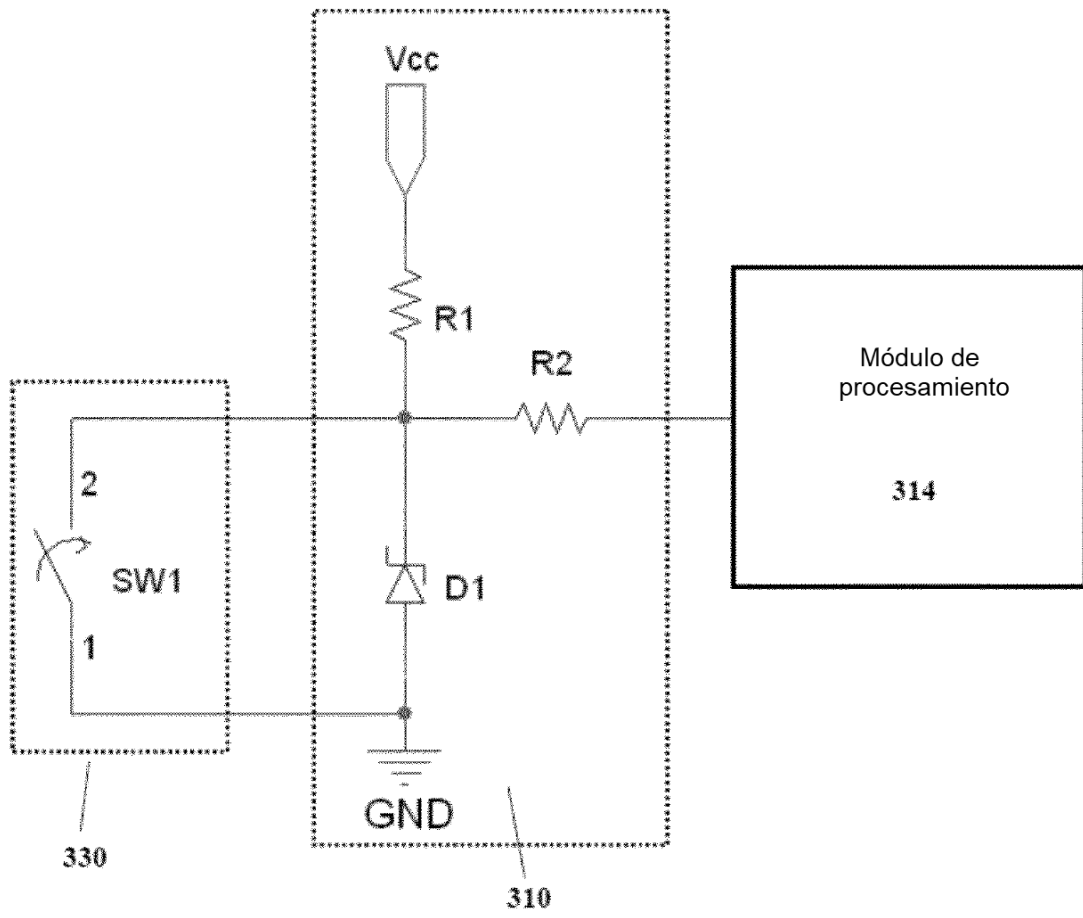 Vcc
R1
R2
Módulo de
procesamiento
314
2
SW1
1
D1
GND
330
310